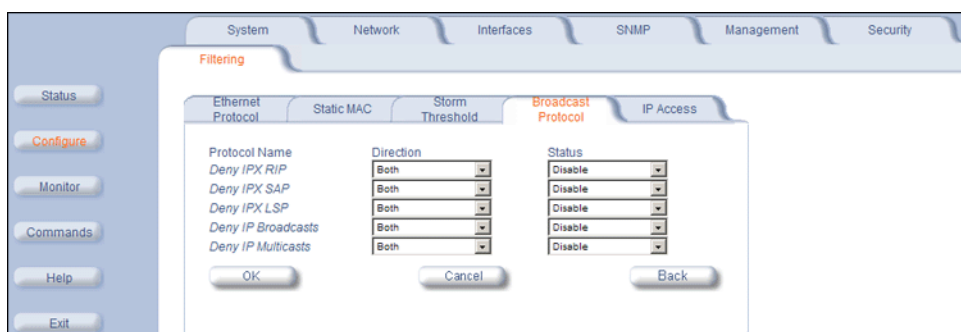 System Network Interfaces SNMP Management Security
Filtering
Status
Configure
Monitor
Commands
Help
Exit
Ethernet Protocol Static MAC Storm Threshold Broadcast Protocol IP Access
Protocol Name Direction Status
Deny IPX RIP Both Disable
Deny IPX SAP Both Disable
Deny IPX LSP Both Disable
Deny IP Broadcasts Both Disable
Deny IP Multicasts Both Disable
OK Cancel Back